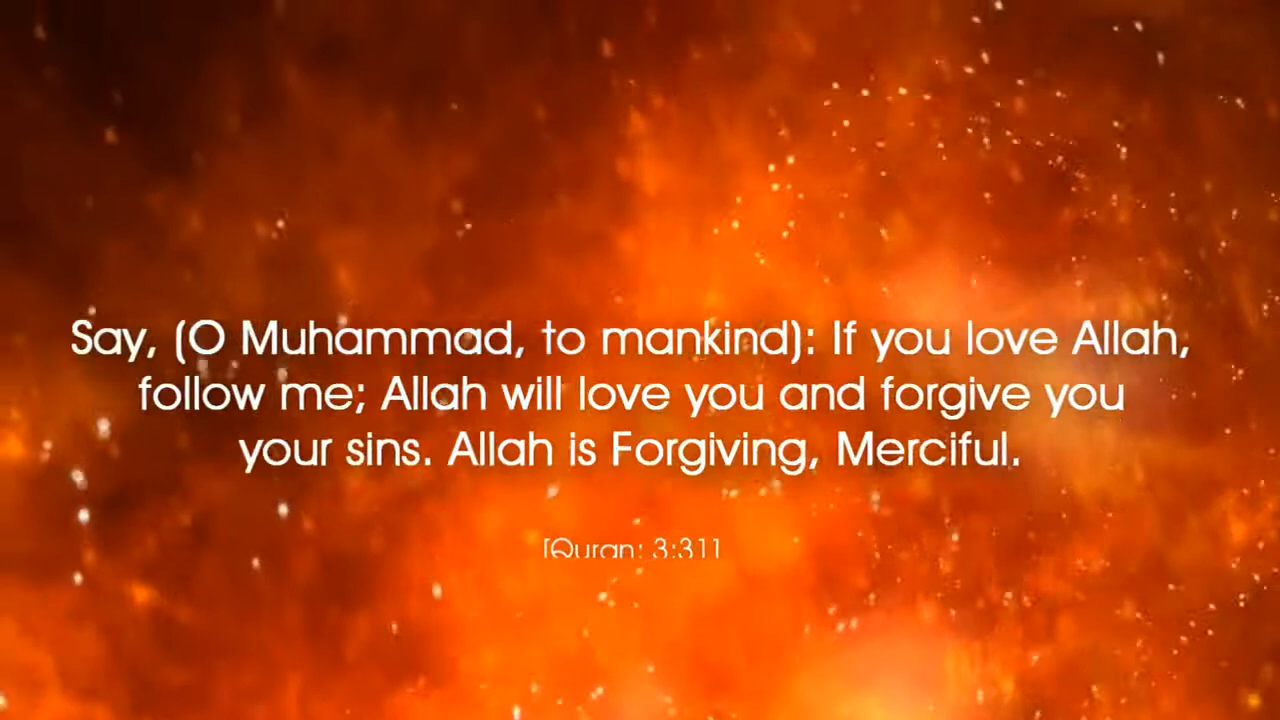 Say, (O Muhammad, to mankind): If you love Allah,
follow me; Allah will love you and forgive you
your sins. Allah is Forgiving, Merciful.
[Quran: 3:31]